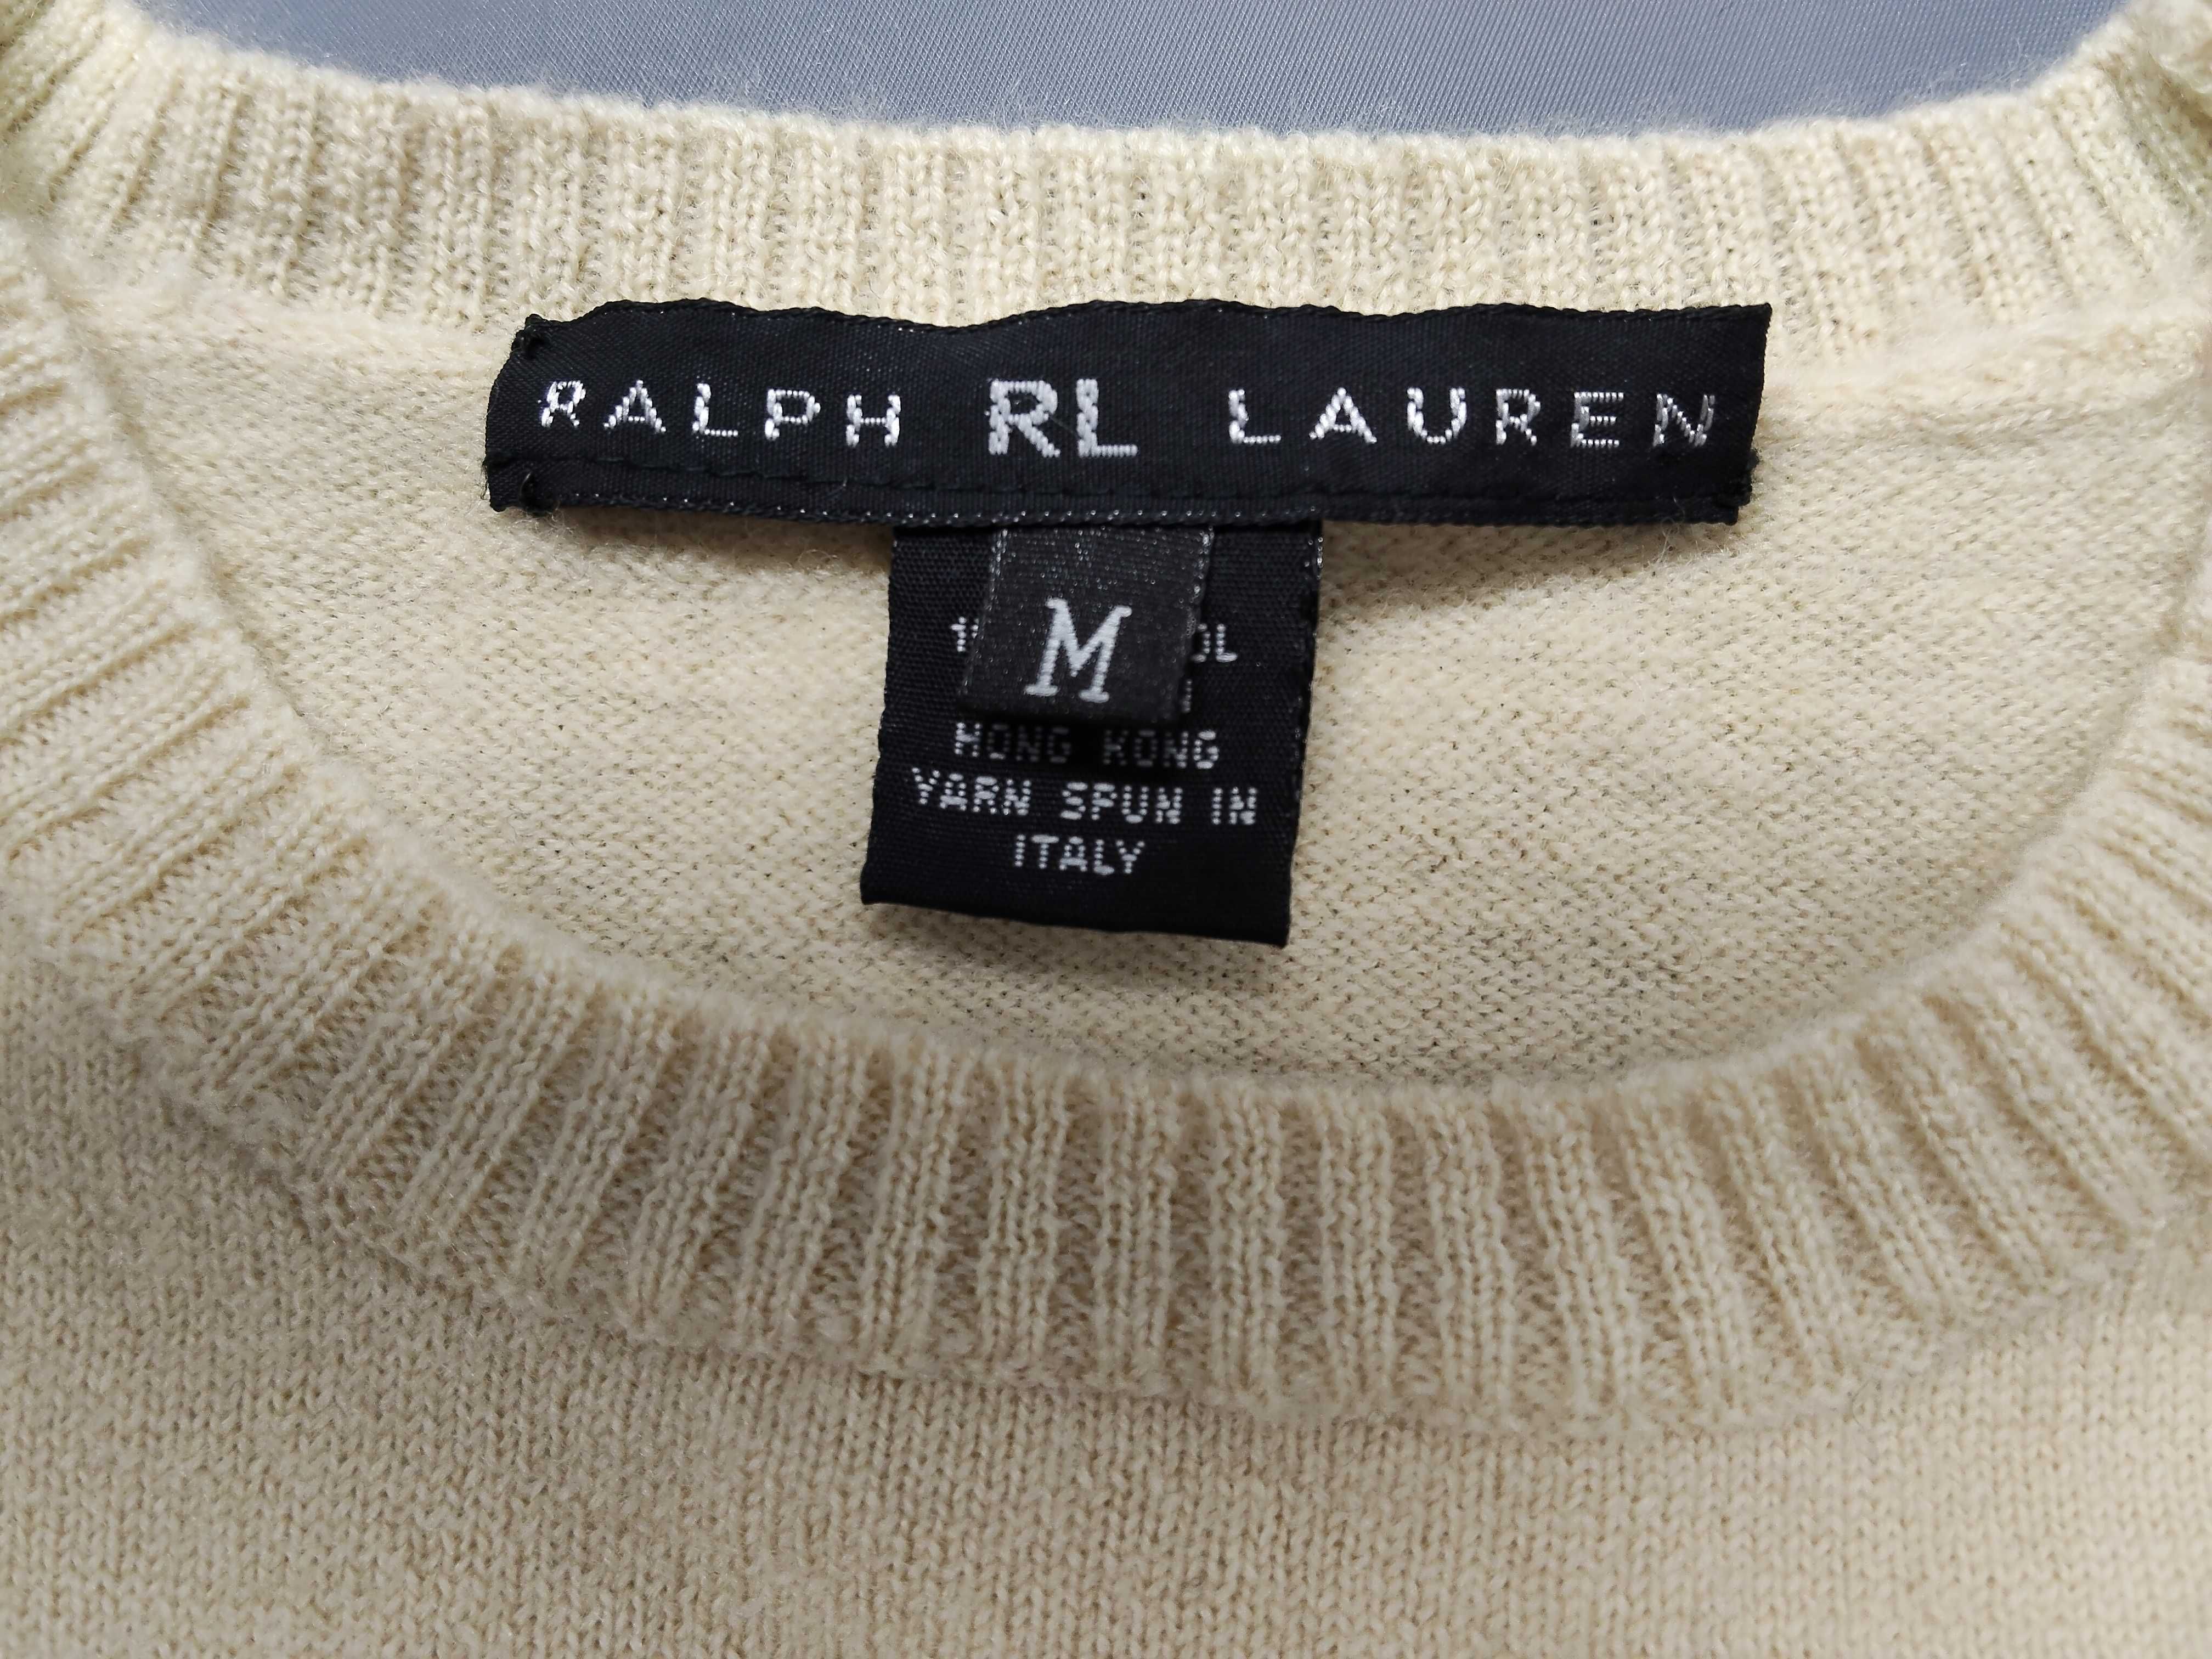 RALPH RL LAUREN
M
HONG KONG
YARN SPUN IN
ITALY